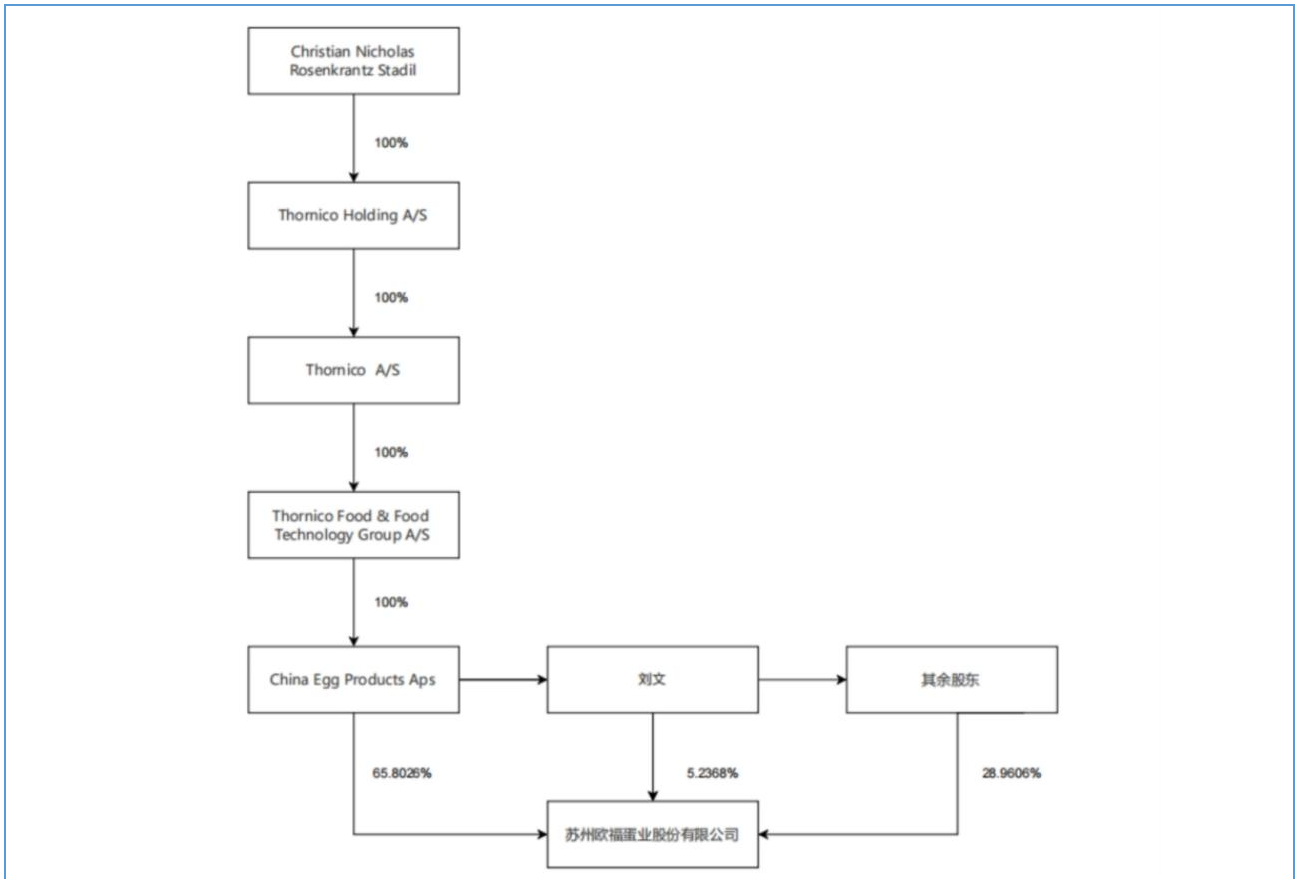 Christian Nicholas
Rosenkrantz Stadil
100%
Thornico Holding A/S
100%
Thornico A/S
100%
Thornico Food & Food
Technology Group A/S
100%
China Egg Products Aps
刘文
其余股东
65.8026%
5.2368%
28.9606%
苏州欧福蛋业股份有限公司